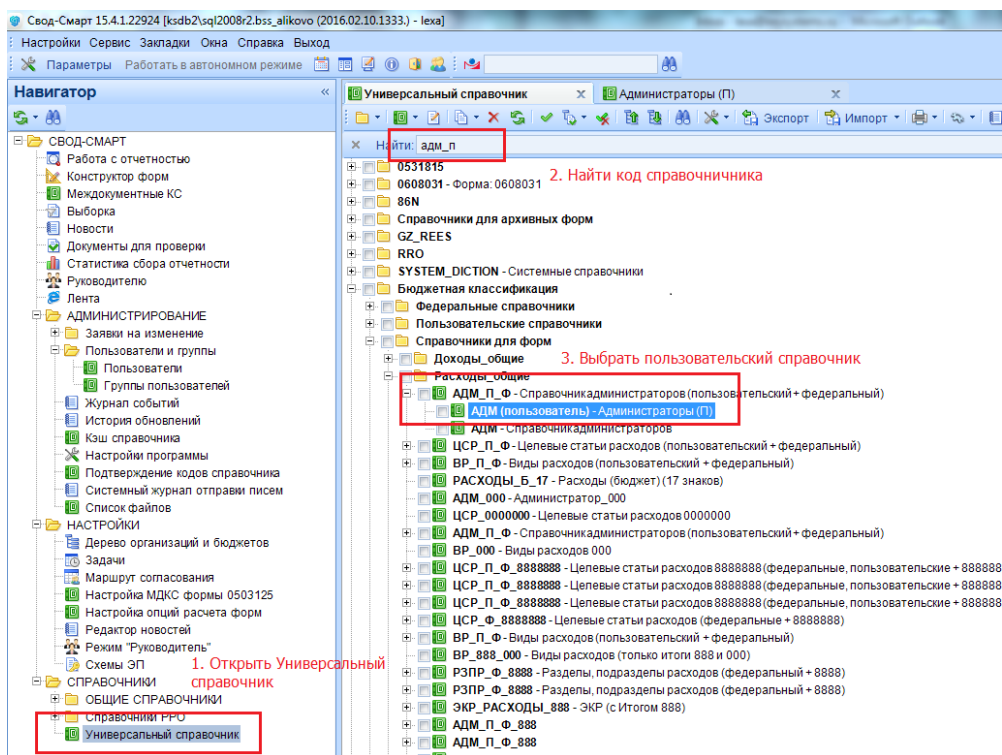 Свод-Смарт 15.4.1.22924 [ksdb2\sql2008r2.bss_alikovo (2016.02.10.1333.) - lexa]
Настройки Сервис Закладки Окна Справка Выход
Параметры Работать в автономном режиме
Навигатор «
Универсальный справочник x Администраторы (П) x
Экспорт Импорт
x Найти: адм_п
СВОД-СМАРТ
Работа с отчетностью
Конструктор форм
Междокументные КС
Выборка
Новости
Документы для проверки
Статистика сбора отчетности
Руководителю
Лента
АДМИНИСТРИРОВАНИЕ
Заявки на изменение
Пользователи и группы
Пользователи
Группы пользователей
Журнал событий
История обновлений
Кэш справочника
Настройки программы
Подтверждение кодов справочника
Системный журнал отправки писем
Список файлов
НАСТРОЙКИ
Дерево организаций и бюджетов
Задачи
Маршрут согласования
Настройка МДКС формы 0503125
Настройка опций расчета форм
Редактор новостей
Режим "Руководитель"
Схемы ЭП
1. Открыть Универсальный
справочник
СПРАВОЧНИКИ
ОБЩИЕ СПРАВОЧНИКИ
Справочники РРО
Универсальный справочник
0531815
2. Найти код справочничника
0608031 - Форма: 0608031
86N
Справочники для архивных форм
GZ_REES
RRO
SYSTEM_DICTION - Системные справочники
Бюджетная классификация
Федеральные справочники
Пользовательские справочники
Справочники для форм
Доходы_общие
3. Выбрать пользовательский справочник
Расходы_общие
АДМ_П_Ф - Справочник администраторов (пользовательский + федеральный)
АДМ (пользователь) - Администраторы (П)
АДМ - Справочник администраторов
ЦСР_П_Ф - Целевые статьи расходов (пользовательский + федеральный)
ВР_П_Ф - Виды расходов (пользовательский + федеральный)
РАСХОДЫ_Б_17 - Расходы (бюджет) (17 знаков)
АДМ_000 - Администратор_000
ЦСР_0000000 - Целевые статьи расходов 0000000
АДМ_П_Ф - Справочник администраторов (пользовательский + федеральный)
ВР_000 - Виды расходов 000
ЦСР_П_Ф_8888888 - Целевые статьи расходов 8888888 (федеральные, пользовательские + 8888888
ЦСР_П_Ф_8888888 - Целевые статьи расходов 8888888 (федеральные, пользовательские + 8888888
ЦСР_П_Ф_8888888 - Целевые статьи расходов 8888888 (федеральные, пользовательские + 8888888
ЦСР_Ф_8888888 - Целевые статьи расходов (федеральные + 8888888)
ВР_П_Ф - Виды расходов (пользовательский + федеральный)
ВР_888_000 - Виды расходов (только итоги 888 и 000)
РЗПР_Ф_8888 - Разделы, подразделы расходов (федеральный + 8888)
РЗПР_Ф_8888 - Разделы, подразделы расходов (федеральный + 8888)
ЭКР_РАСХОДЫ_888 - ЭКР (с Итогом 888)
АДМ_П_Ф_888
АДМ_П_Ф_888